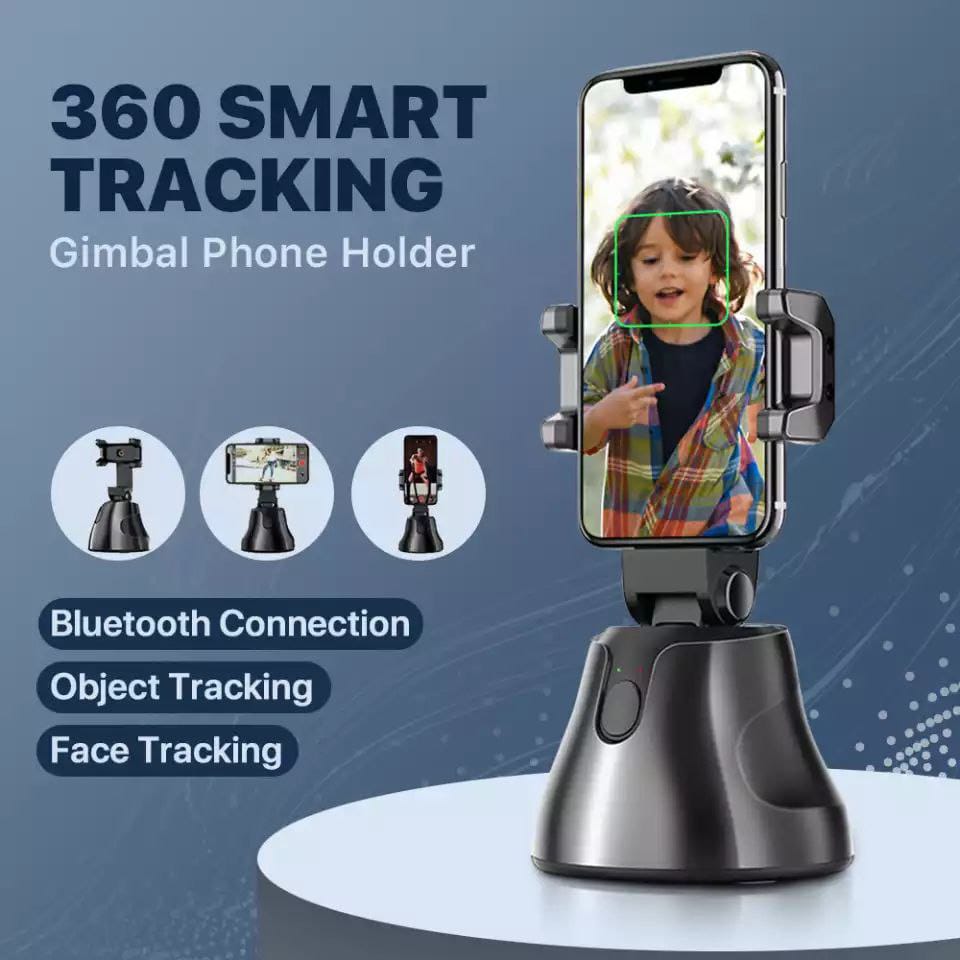 360 SMART
TRACKING
Gimbal Phone Holder
Bluetooth Connection
Object Tracking
Face Tracking